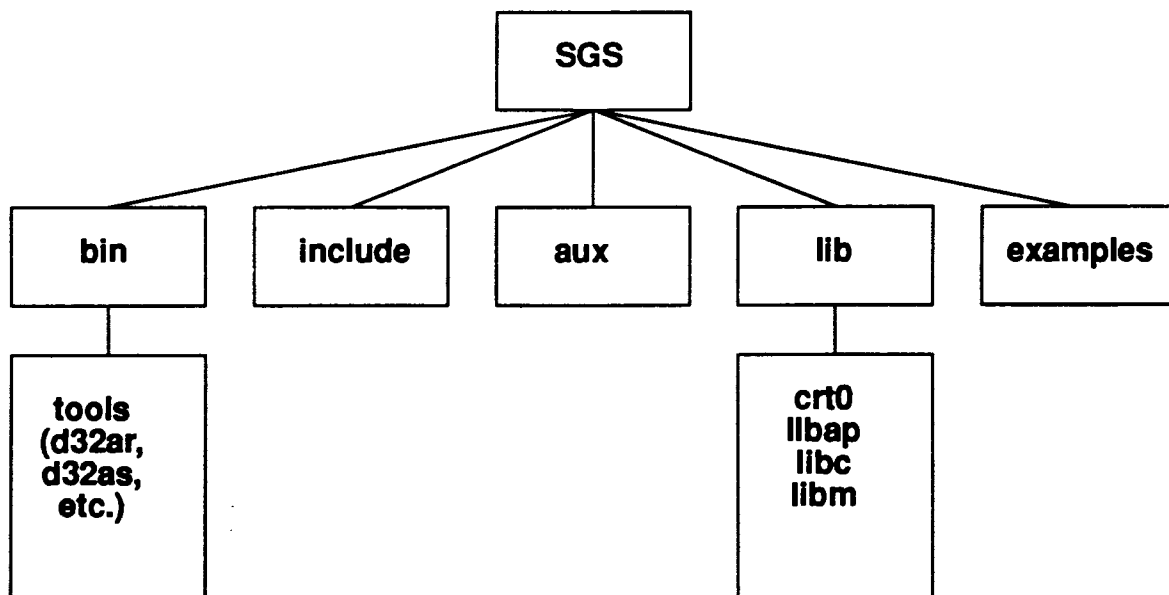 SGS
bin
include
aux
lib
examples
tools
(d32ar,
d32as,
etc.)
crt0
libap
libc
libm